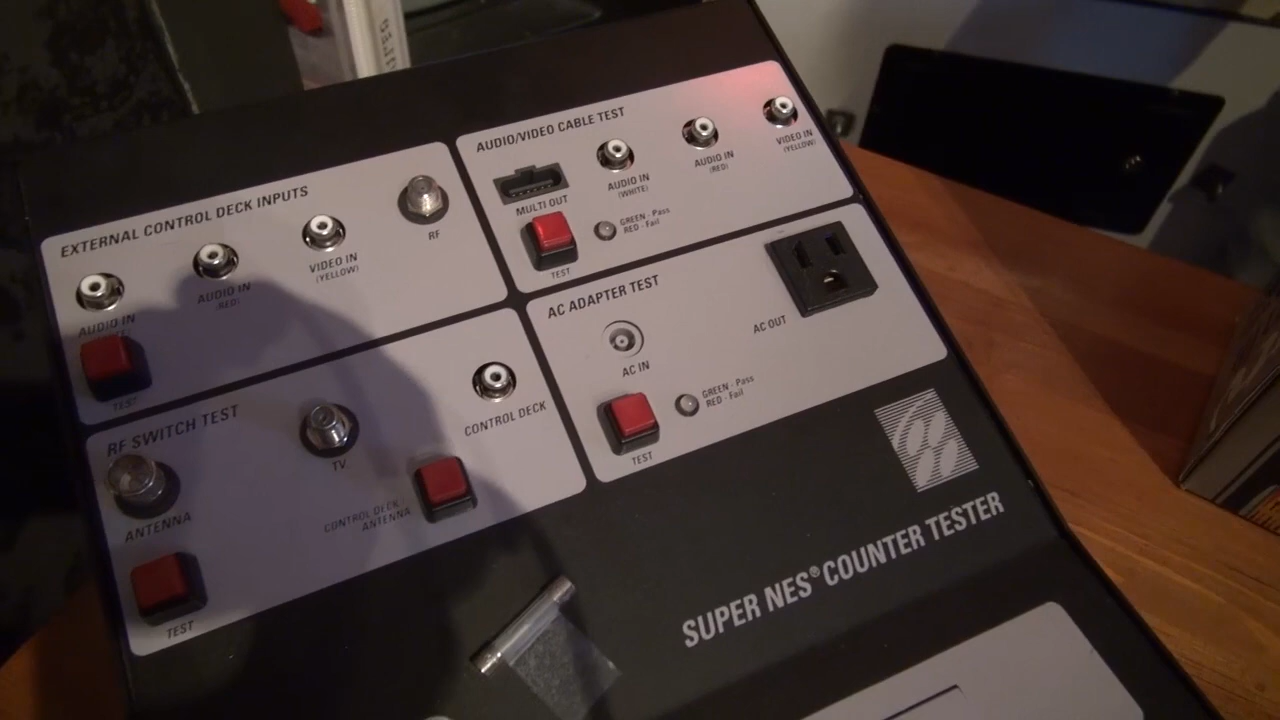 EXTERNAL CONTROL DECK INPUTS
AUDIO IN
AUDIO IN
(RED)
VIDEO IN
(YELLOW)
RF
TEST
AUDIO/VIDEO CABLE TEST
MULTI OUT
AUDIO IN
(WHITE)
AUDIO IN
(RED)
VIDEO IN
(YELLOW)
TEST
GREEN - Pass
RED - Fail
RF SWITCH TEST
ANTENNA
TV
CONTROL DECK
CONTROL DECK
ANTENNA
TEST
AC ADAPTER TEST
AC IN
AC OUT
TEST
GREEN - Pass
RED - Fail
SUPER NES® COUNTER TESTER